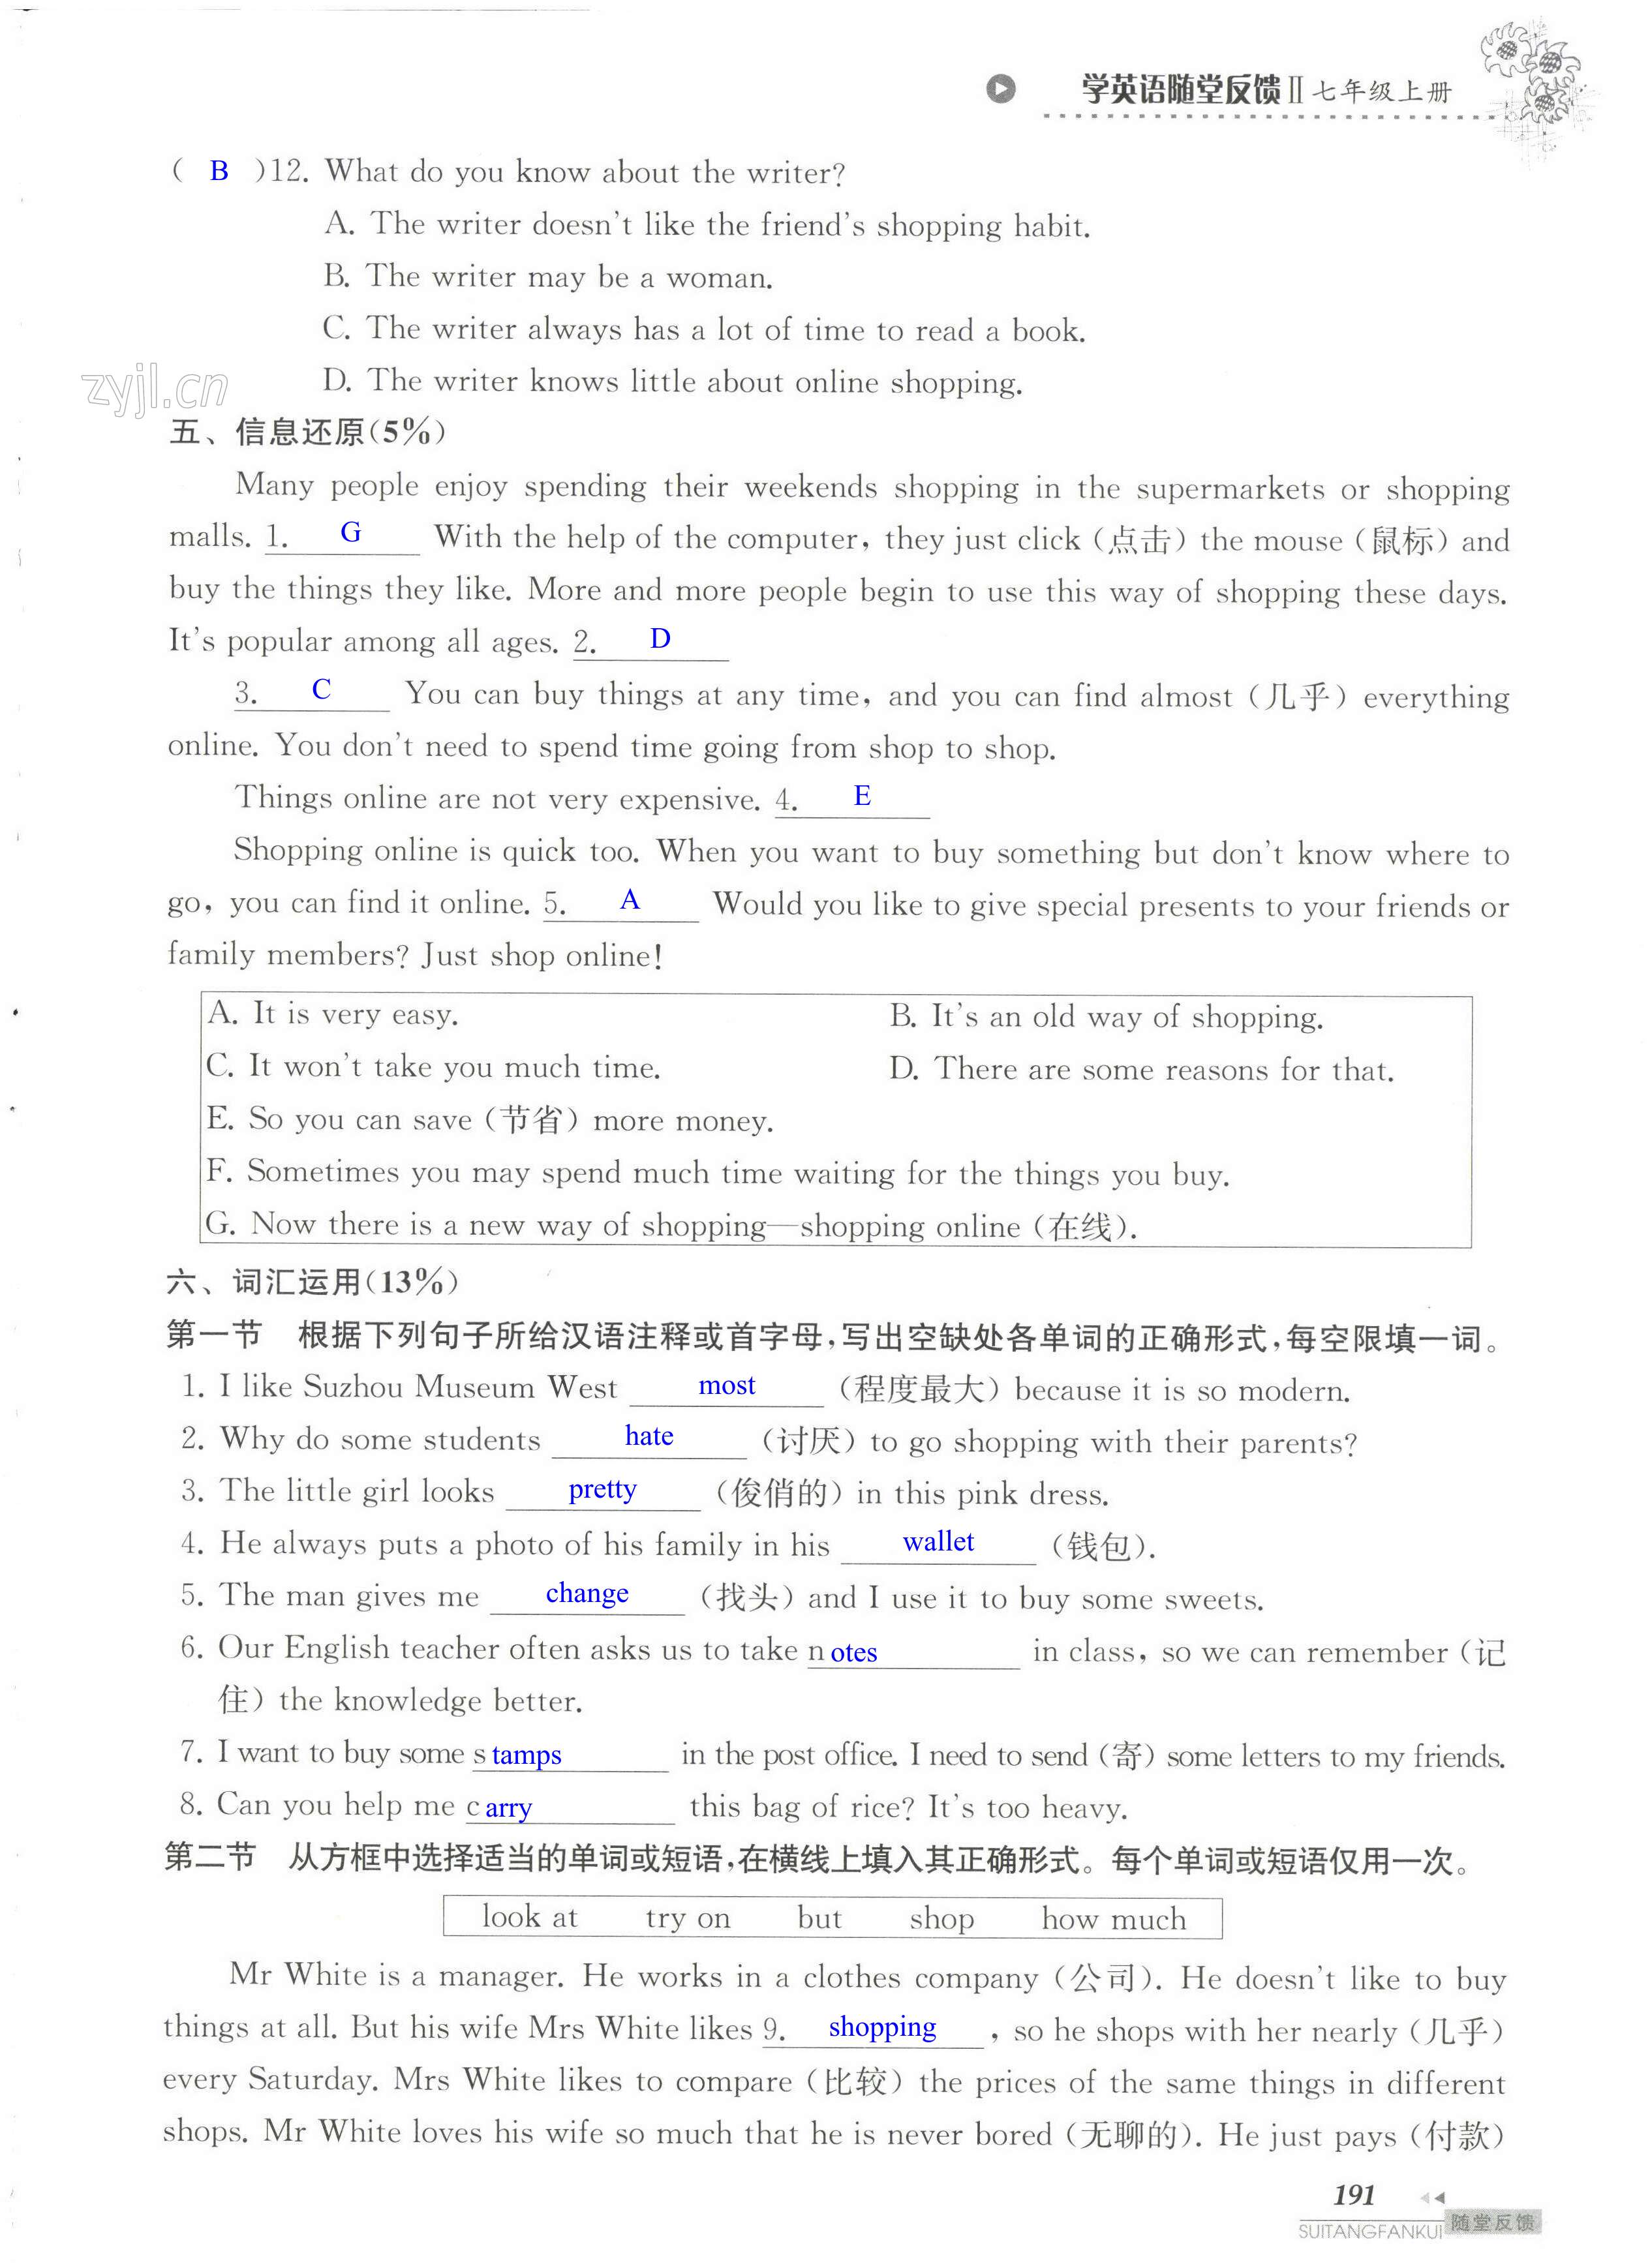 学英语随堂反馈Ⅱ七年级上册
( B )12. What do you know about the writer?
A. The writer doesn't like the friend's shopping habit.
B. The writer may be a woman.
C. The writer always has a lot of time to read a book.
D. The writer knows little about online shopping.
zyjl.cn
五、信息还原(5%)
Many people enjoy spending their weekends shopping in the supermarkets or shopping
malls. 1. G With the help of the computer, they just click (点击) the mouse (鼠标) and
buy the things they like. More and more people begin to use this way of shopping these days.
It's popular among all ages. 2. D
3. C You can buy things at any time, and you can find almost (几乎) everything
online. You don't need to spend time going from shop to shop.
Things online are not very expensive. 4. E
Shopping online is quick too. When you want to buy something but don't know where to
go, you can find it online. 5. A Would you like to give special presents to your friends or
family members? Just shop online!
A. It is very easy. B. It's an old way of shopping.
C. It won't take you much time. D. There are some reasons for that.
E. So you can save (节省) more money.
F. Sometimes you may spend much time waiting for the things you buy.
G. Now there is a new way of shopping—shopping online (在线).
六、词汇运用(13%)
第一节 根据下列句子所给汉语注释或首字母,写出空缺处各单词的正确形式,每空限填一词。
1. I like Suzhou Museum West most (程度最大) because it is so modern.
2. Why do some students hate (讨厌) to go shopping with their parents?
3. The little girl looks pretty (俊俏的) in this pink dress.
4. He always puts a photo of his family in his wallet (钱包).
5. The man gives me change (找头) and I use it to buy some sweets.
6. Our English teacher often asks us to take n otes in class, so we can remember (记
住) the knowledge better.
7. I want to buy some s tamps in the post office. I need to send (寄) some letters to my friends.
8. Can you help me c arry this bag of rice? It's too heavy.
第二节 从方框中选择适当的单词或短语,在横线上填入其正确形式。每个单词或短语仅用一次。
look at try on but shop how much
Mr White is a manager. He works in a clothes company (公司). He doesn't like to buy
things at all. But his wife Mrs White likes 9. shopping , so he shops with her nearly (几乎)
every Saturday. Mrs White likes to compare (比较) the prices of the same things in different
shops. Mr White loves his wife so much that he is never bored (无聊的). He just pays (付款)
191
SUITANGFANKUI 随堂反馈